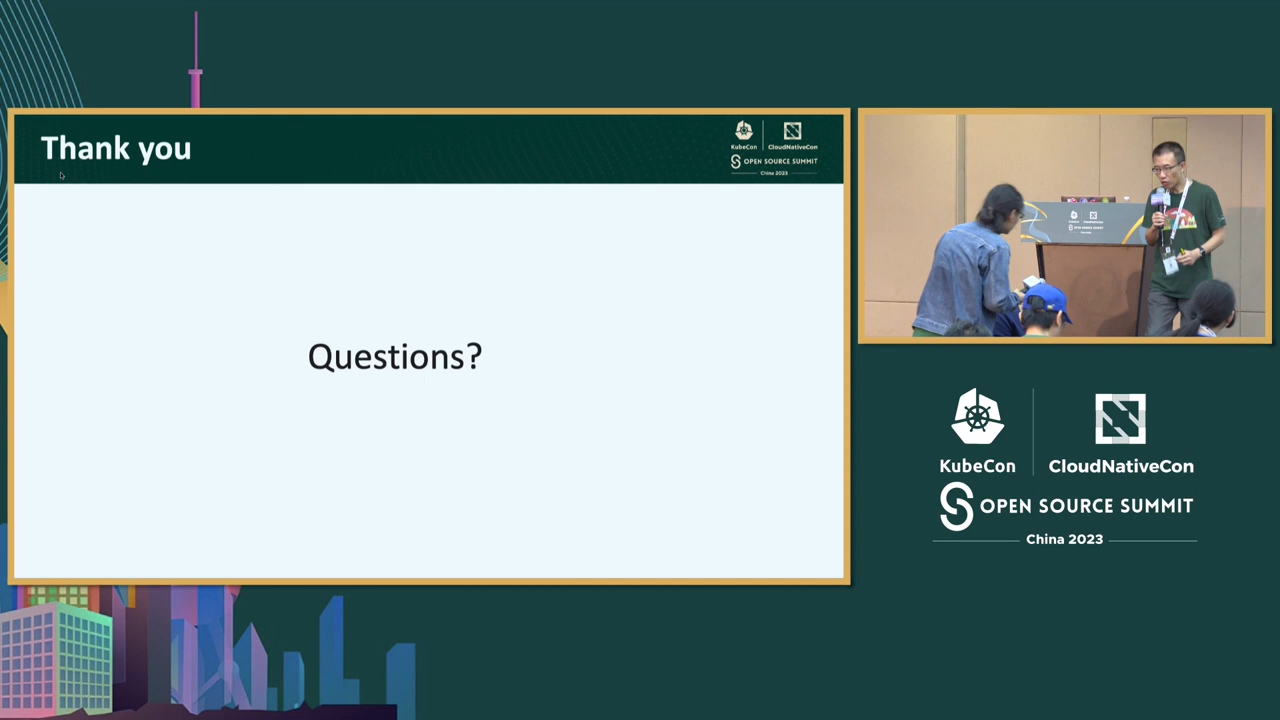 Thank you
KubeCon
CloudNativeCon
OPEN SOURCE SUMMIT
China 2023
Questions?
KubeCon
CloudNativeCon
OPEN SOURCE SUMMIT
China 2023